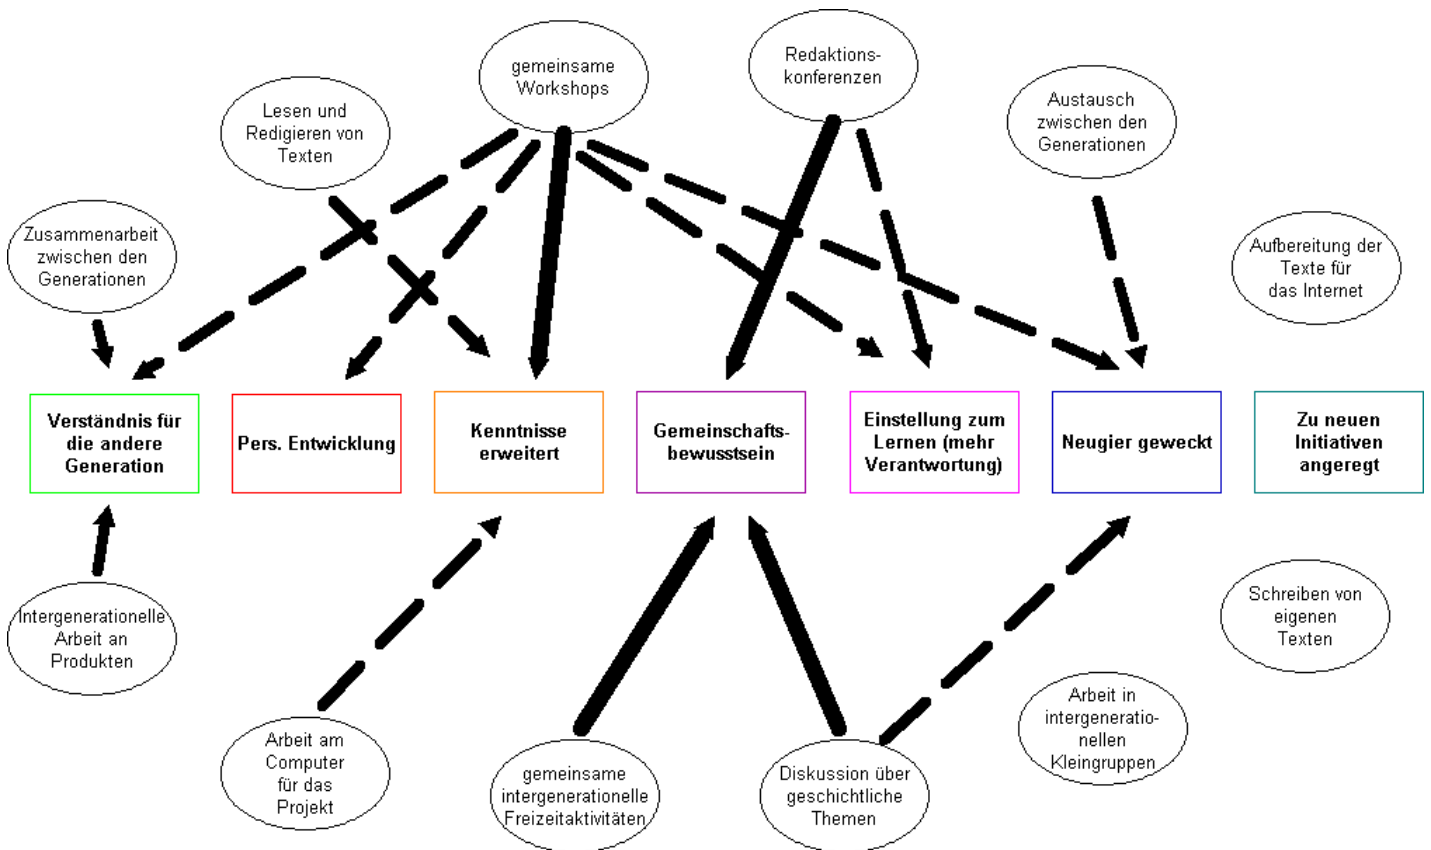 gemeinsame
Workshops
Redaktions-
konferenzen
Lesen und
Redigieren von
Texten
Austausch
zwischen den
Generationen
Zusammenarbeit
zwischen den
Generationen
Aufbereitung der
Texte für
das Internet
Verständnis für
die andere
Generation
Pers. Entwicklung
Kenntnisse
erweitert
Gemeinschafts-
bewusstsein
Einstellung zum
Lernen (mehr
Verantwortung)
Neugier geweckt
Zu neuen
Initiativen
angeregt
Intergenerationelle
Arbeit an
Produkten
Schreiben von
eigenen
Texten
Arbeit in
intergeneratio-
nellen
Kleingruppen
Arbeit am
Computer
für das
Projekt
gemeinsame
intergenerationelle
Freizeitaktivitäten
Diskussion über
geschichtliche
Themen